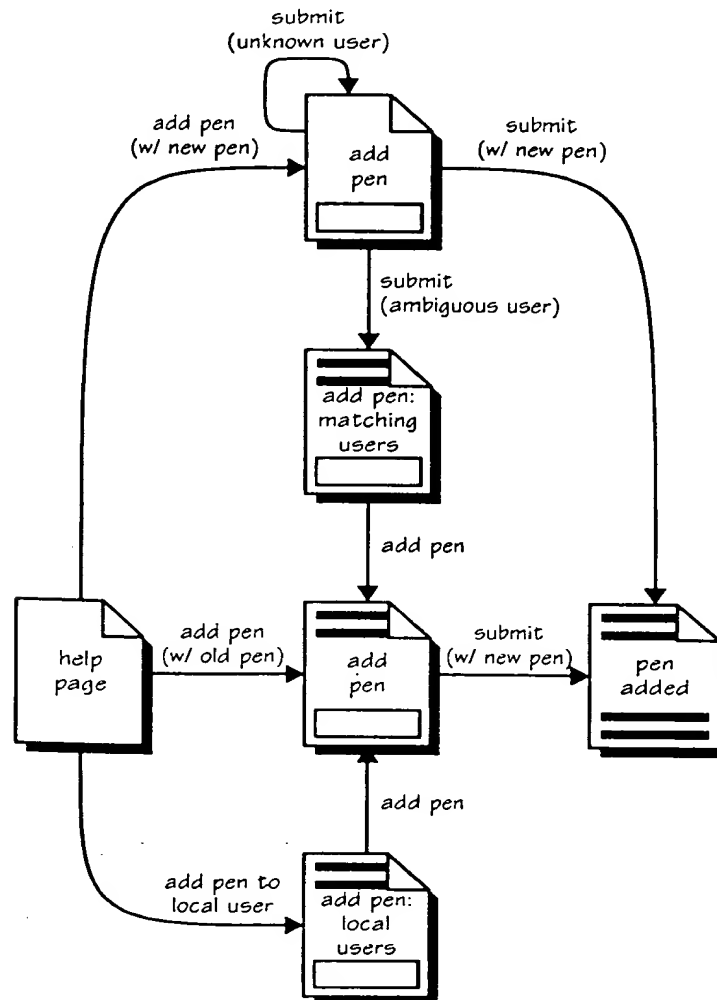 submit
(unknown user)
add pen
(w/ new pen)
add
pen
submit
(w/ new pen)
submit
(ambiguous user)
add pen:
matching
users
add pen
help
page
add pen
(w/ old pen)
add
pen
submit
(w/ new pen)
pen
added
add pen
add pen to
local user
add pen:
local
users